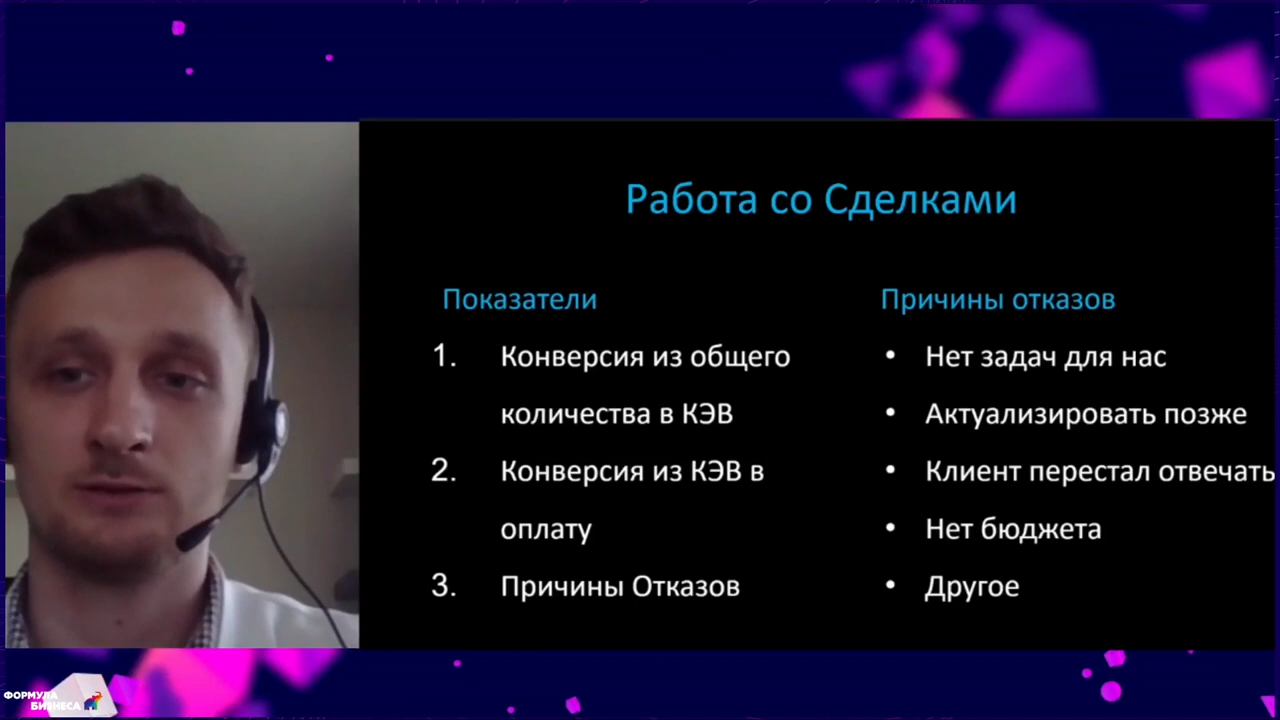 Работа со Сделками
Показатели
1. Конверсия из общего
количества в КЭВ
2. Конверсия из КЭВ в
оплату
3. Причины Отказов
Причины отказов
• Нет задач для нас
• Актуализировать позже
• Клиент перестал отвечать
• Нет бюджета
• Другое
ФОРМУЛА
БИЗНЕСА